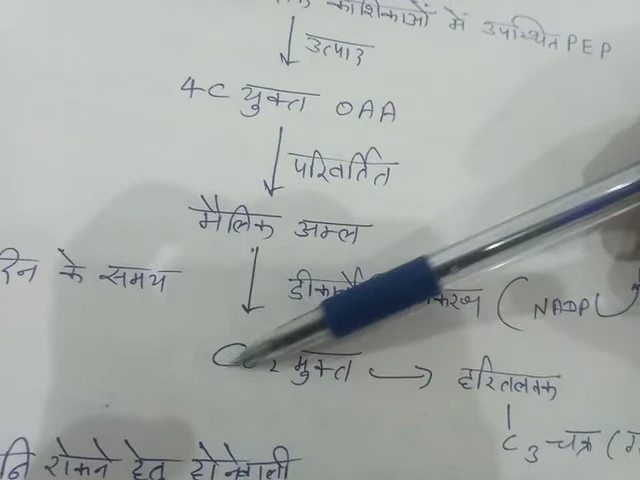 कोशिकाओं में उपस्थित PEP
↓ उत्पाद
4C युक्त OAA
↓ परिवर्तित
मैलिक अम्ल
दिन के समय ↓ (NADP
मुक्त → हरितलवक
C3-चक्र (
रोकने हेतु होनेवाली